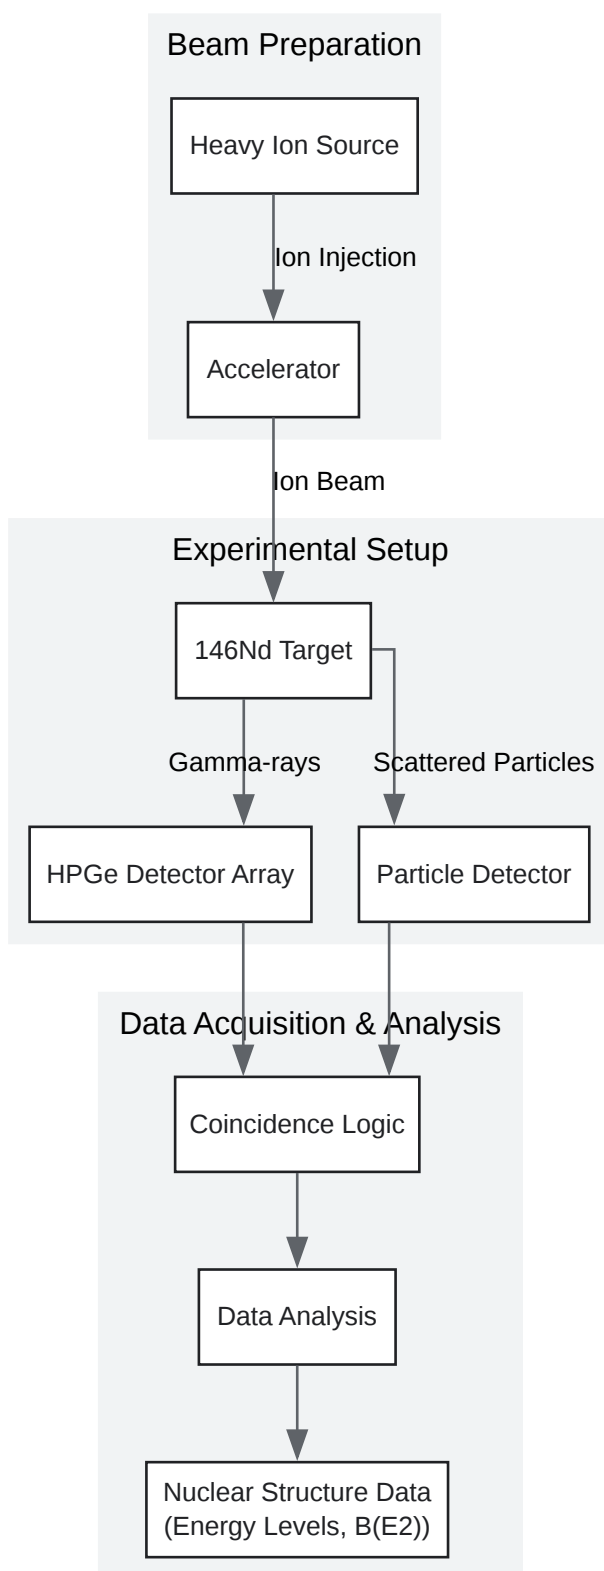 Beam Preparation
Heavy Ion Source
Ion Injection
Accelerator
Ion Beam
Experimental Setup
146Nd Target
Gamma-rays
Scattered Particles
HPGe Detector Array
Particle Detector
Data Acquisition & Analysis
Coincidence Logic
Data Analysis
Nuclear Structure Data
(Energy Levels, B(E2))